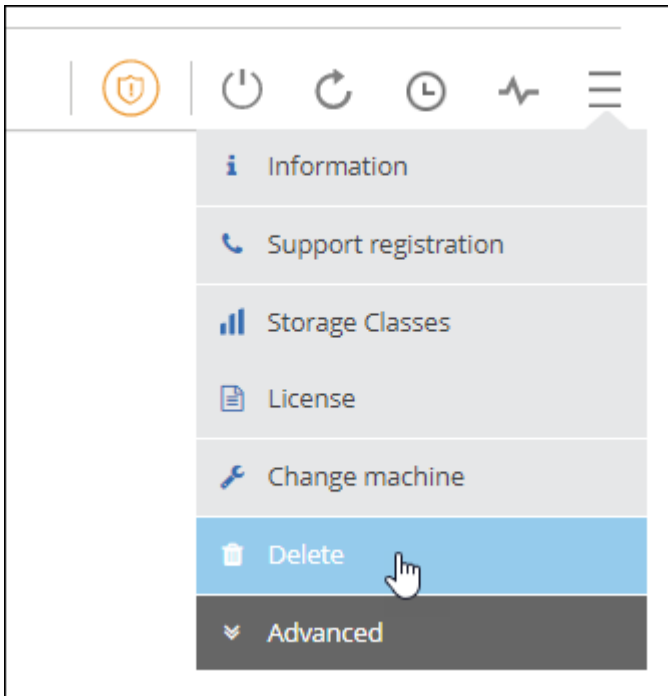 Information
Support registration
Storage Classes
License
Change machine
Delete
Advanced